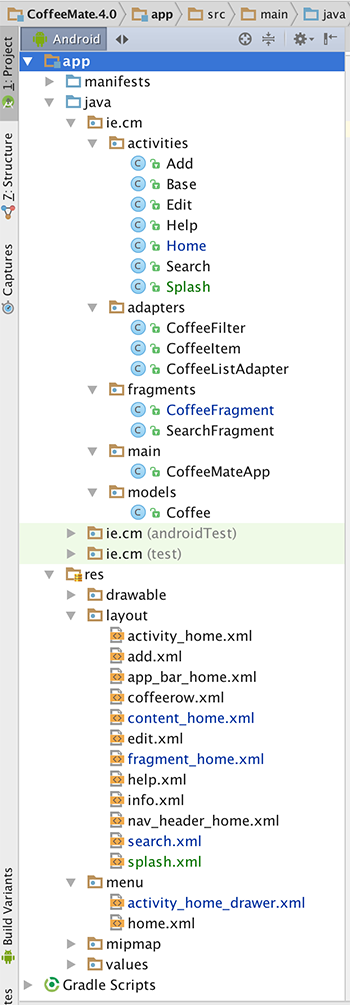 CoffeeMate.4.0 app src main java
Android
app
manifests
java
ie.cm
activities
Add
Base
Edit
Help
Home
Search
Splash
adapters
CoffeeFilter
CoffeeItem
CoffeeListAdapter
fragments
CoffeeFragment
SearchFragment
main
CoffeeMateApp
models
Coffee
ie.cm (androidTest)
ie.cm (test)
res
drawable
layout
activity_home.xml
add.xml
app_bar_home.xml
coffeerow.xml
content_home.xml
edit.xml
fragment_home.xml
help.xml
info.xml
nav_header_home.xml
search.xml
splash.xml
menu
activity_home_drawer.xml
home.xml
mipmap
values
Gradle Scripts
1: Project
7: Structure
Captures
Build Variants